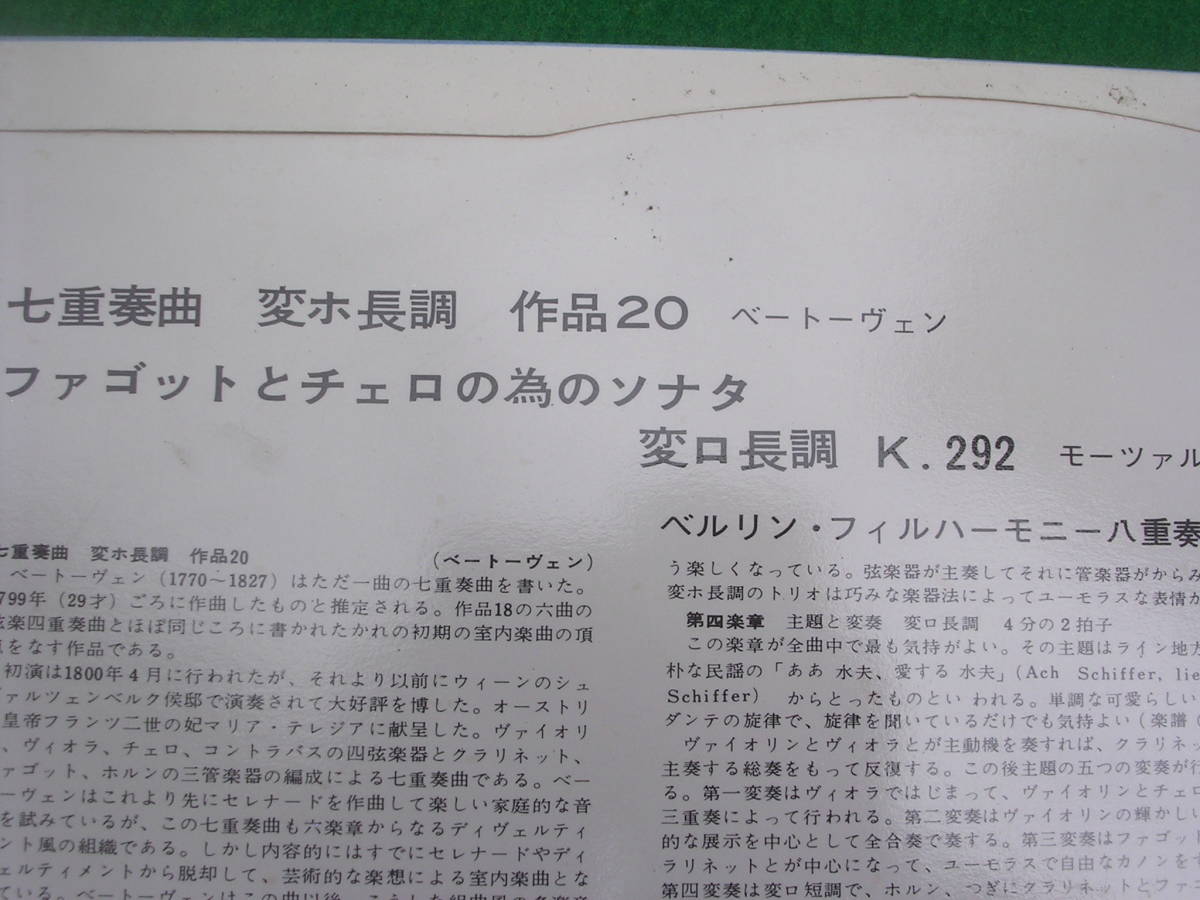 七重奏曲 変ホ長調 作品20 ベートーヴェン
ファゴットとチェロの為のソナタ
変ロ長調 K.292 モーツァル
七重奏曲 変ホ長調 作品20 (ベートーヴェン)
ベートーヴェン(1770〜1827)はただ一曲の七重奏曲を書いた。
799年(29才)ごろに作曲したものと推定される。作品18の六曲の
弦楽四重奏曲とほぼ同じころに書かれたかれの初期の室内楽曲の頂
点をなす作品である。
初演は1800年4月に行われたが、それより以前にウィーンのシュ
ヴァルツェンベルク侯邸で演奏されて大好評を博した。オーストリ
皇帝フランツ二世の妃マリア・テレジアに献呈した。ヴァイオリ
、ヴィオラ、チェロ、コントラバスの四弦楽器とクラリネット、
ァゴット、ホルンの三管楽器の編成による七重奏曲である。ベー
ーヴェンはこれより先にセレナードを作曲して楽しい家庭的な音
を試みているが、この七重奏曲も六楽章からなるディヴェルティ
ント風の組織である。しかし内容的にはすでにセレナードやディ
ェルティメントから脱却して、芸術的な楽想による室内楽曲とな
ている。ベートーヴェンはこの曲以後、こうした組曲風の多楽章
ベルリン・フィルハーモニー八重奏
う楽しくなっている。弦楽器が主奏してそれに管楽器がからみ
変ホ長調のトリオは巧みな楽器法によってユーモラスな表情が
第四楽章 主題と変奏 変ロ長調 4分の2拍子
この楽章が全曲中で最も気持がよい。その主題はライン地方
朴な民謡の「ああ 水夫、愛する 水夫」(Ach Schiffer, lie
Schiffer) からとったものとい われる。単調な可愛らしい
ダンテの旋律で、旋律を聞いているだけでも気持よい(楽譜
ヴァイオリンとヴィオラとが主動機を奏すれば、クラリネッ
主奏する総奏をもって反復する。この後主題の五つの変奏が行
る。第一変奏はヴィオラではじまって、ヴァイオリンとチェロ
三重奏によって行われる。第二変奏はヴァイオリンの輝かしい
的な展示を中心として全合奏で奏する。第三変奏はファゴット
ラリネットとが中心になって、ユーモラスで自由なカノンを
第四変奏は変ロ短調で、ホルン、つぎにクラリネットとファゴ